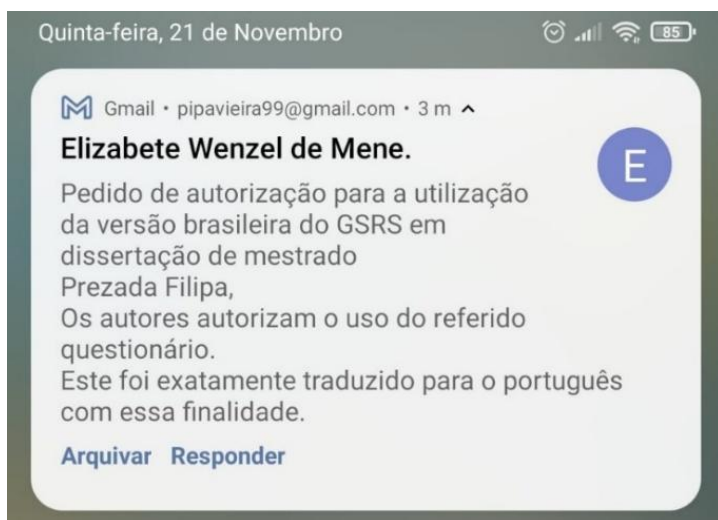 Quinta-feira, 21 de Novembro
85
Gmail • pipavieira99@gmail.com • 3 m
Elizabete Wenzel de Mene.
E
Pedido de autorização para a utilização
da versão brasileira do GSRS em
dissertação de mestrado
Prezada Filipa,
Os autores autorizam o uso do referido
questionário.
Este foi exatamente traduzido para o português
com essa finalidade.
Arquivar Responder